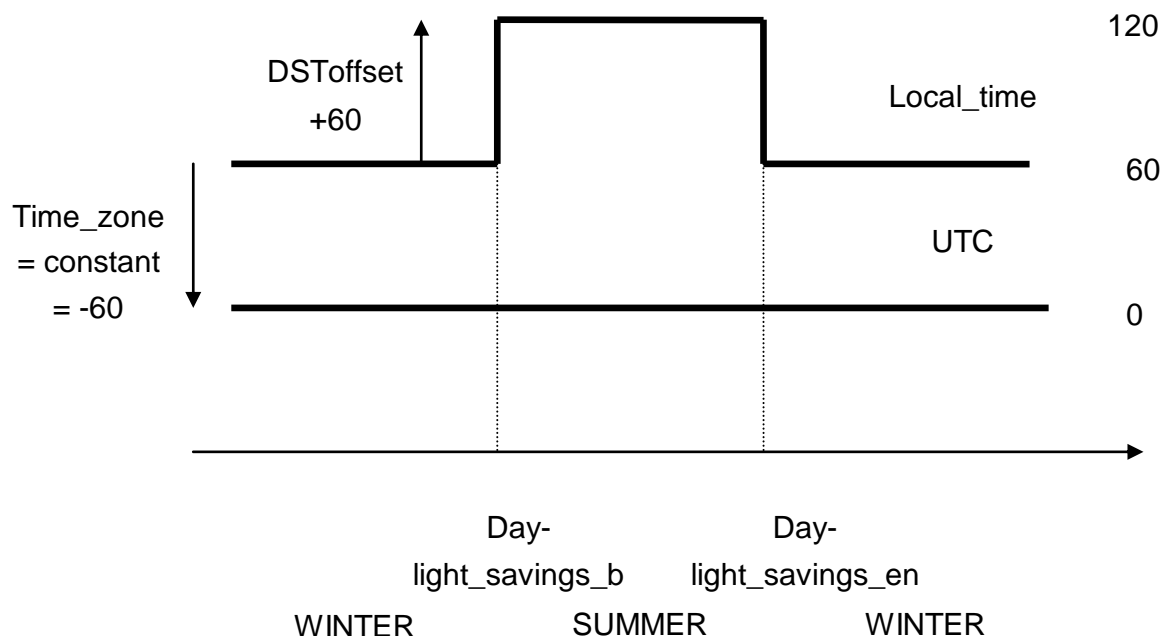 120
DSToffset
+60
Local_time
60
Time_zone
= constant
= -60
UTC
0
Day-
light_savings_b
Day-
light_savings_en
WINTER
SUMMER
WINTER